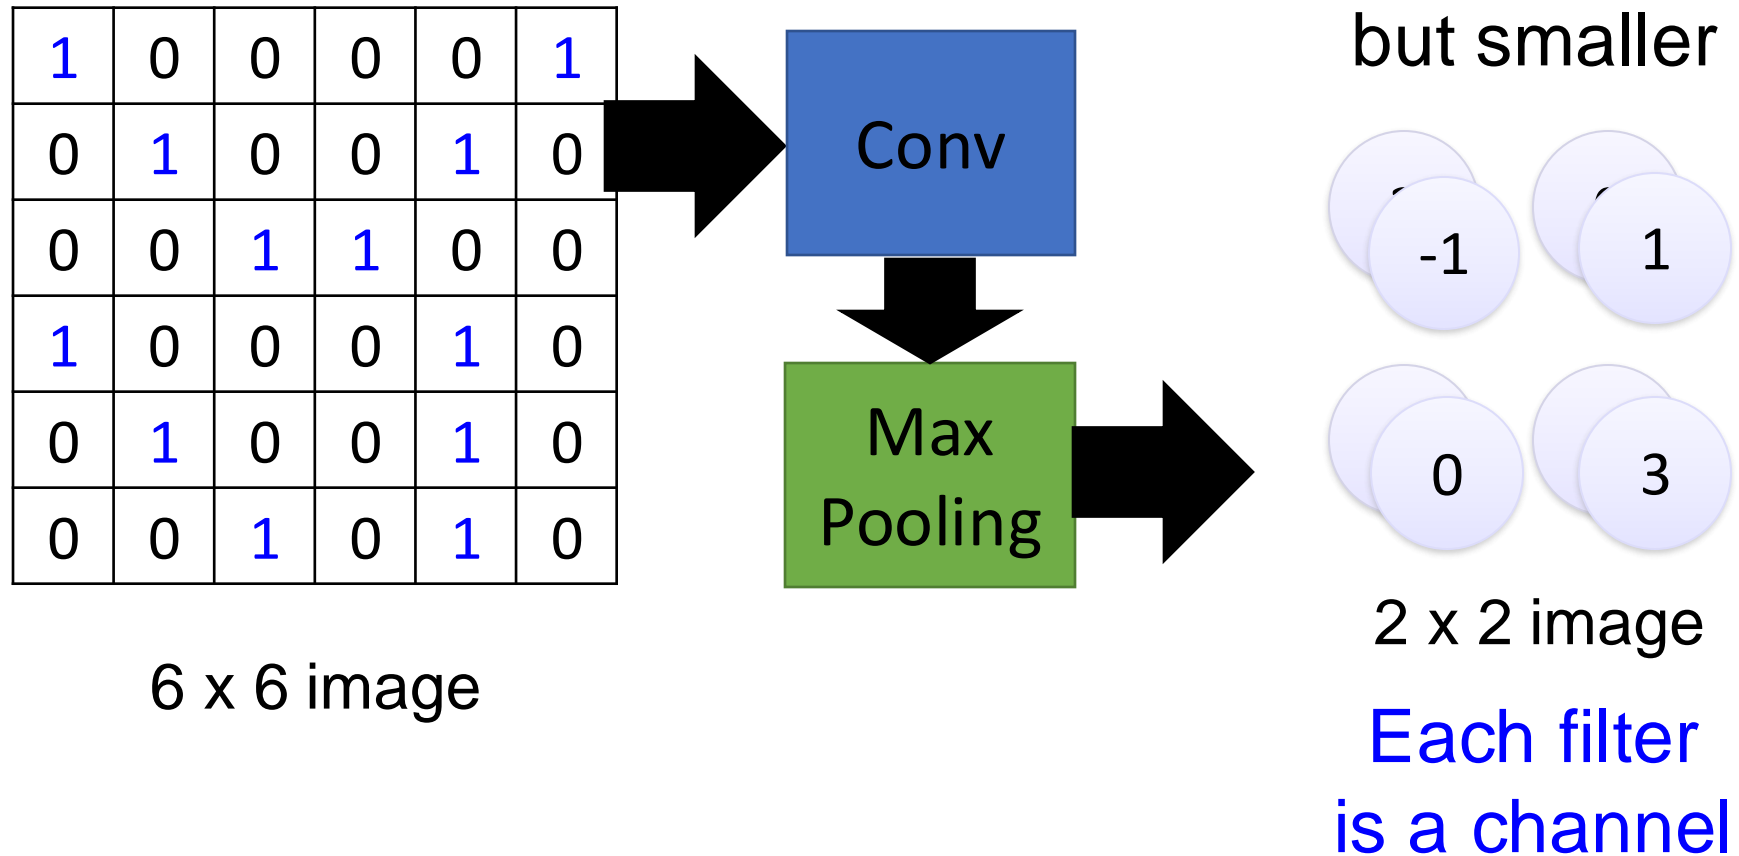 1 0 0 0 0 1
0 1 0 0 1 0
0 0 1 1 0 0
1 0 0 0 1 0
0 1 0 0 1 0
0 0 1 0 1 0
6 x 6 image
Conv
Max
Pooling
but smaller
-1 1
0 3
2 x 2 image
Each filter
is a channel